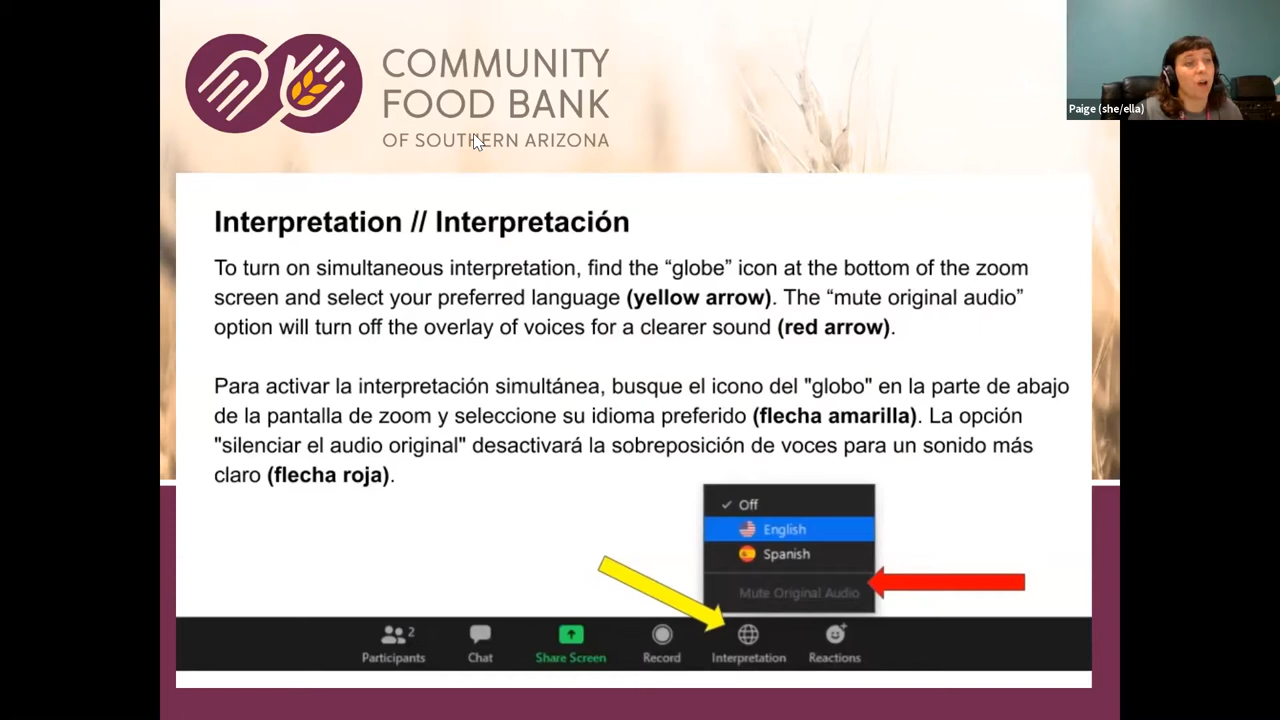 COMMUNITY
FOOD BANK
OF SOUTHERN ARIZONA
Paige (she/ella)
Interpretation // Interpretación
To turn on simultaneous interpretation, find the “globe” icon at the bottom of the zoom
screen and select your preferred language (yellow arrow). The “mute original audio”
option will turn off the overlay of voices for a clearer sound (red arrow).
Para activar la interpretación simultánea, busque el icono del "globo" en la parte de abajo
de la pantalla de zoom y seleccione su idioma preferido (flecha amarilla). La opción
"silenciar el audio original" desactivará la sobreposición de voces para un sonido más
claro (flecha roja).
Off
English
Spanish
Mute Original Audio
2
Participants Chat Share Screen Record Interpretation Reactions